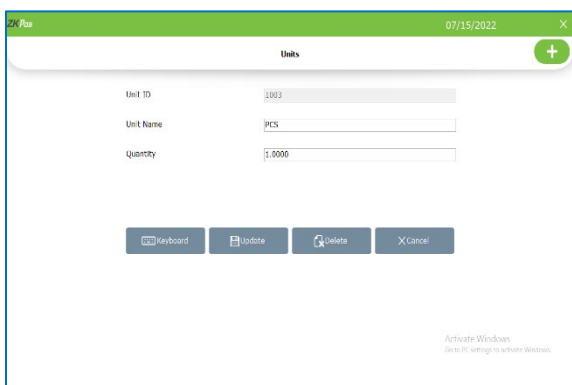 ZKPos 07/15/2022 X
Units +
Unit ID 1003
Unit Name PCS
Quantity 1.0000
Keyboard Update Delete Cancel
Activate Windows
Go to PC settings to activate Windows.